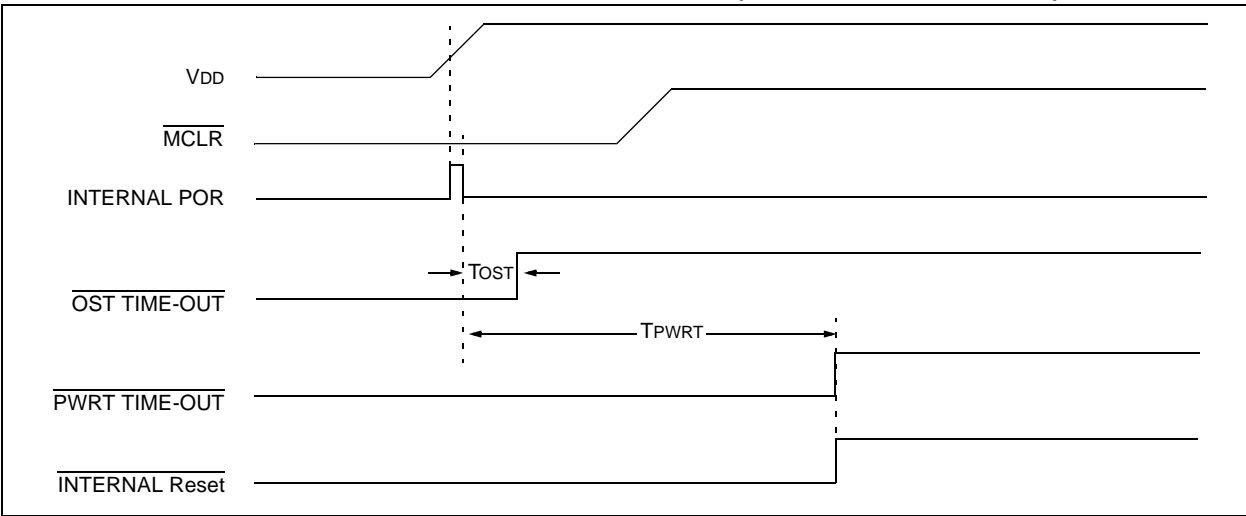 VDD
MCLR
INTERNAL POR
TOST
OST TIME-OUT
TPWRT
PWRT TIME-OUT
INTERNAL Reset